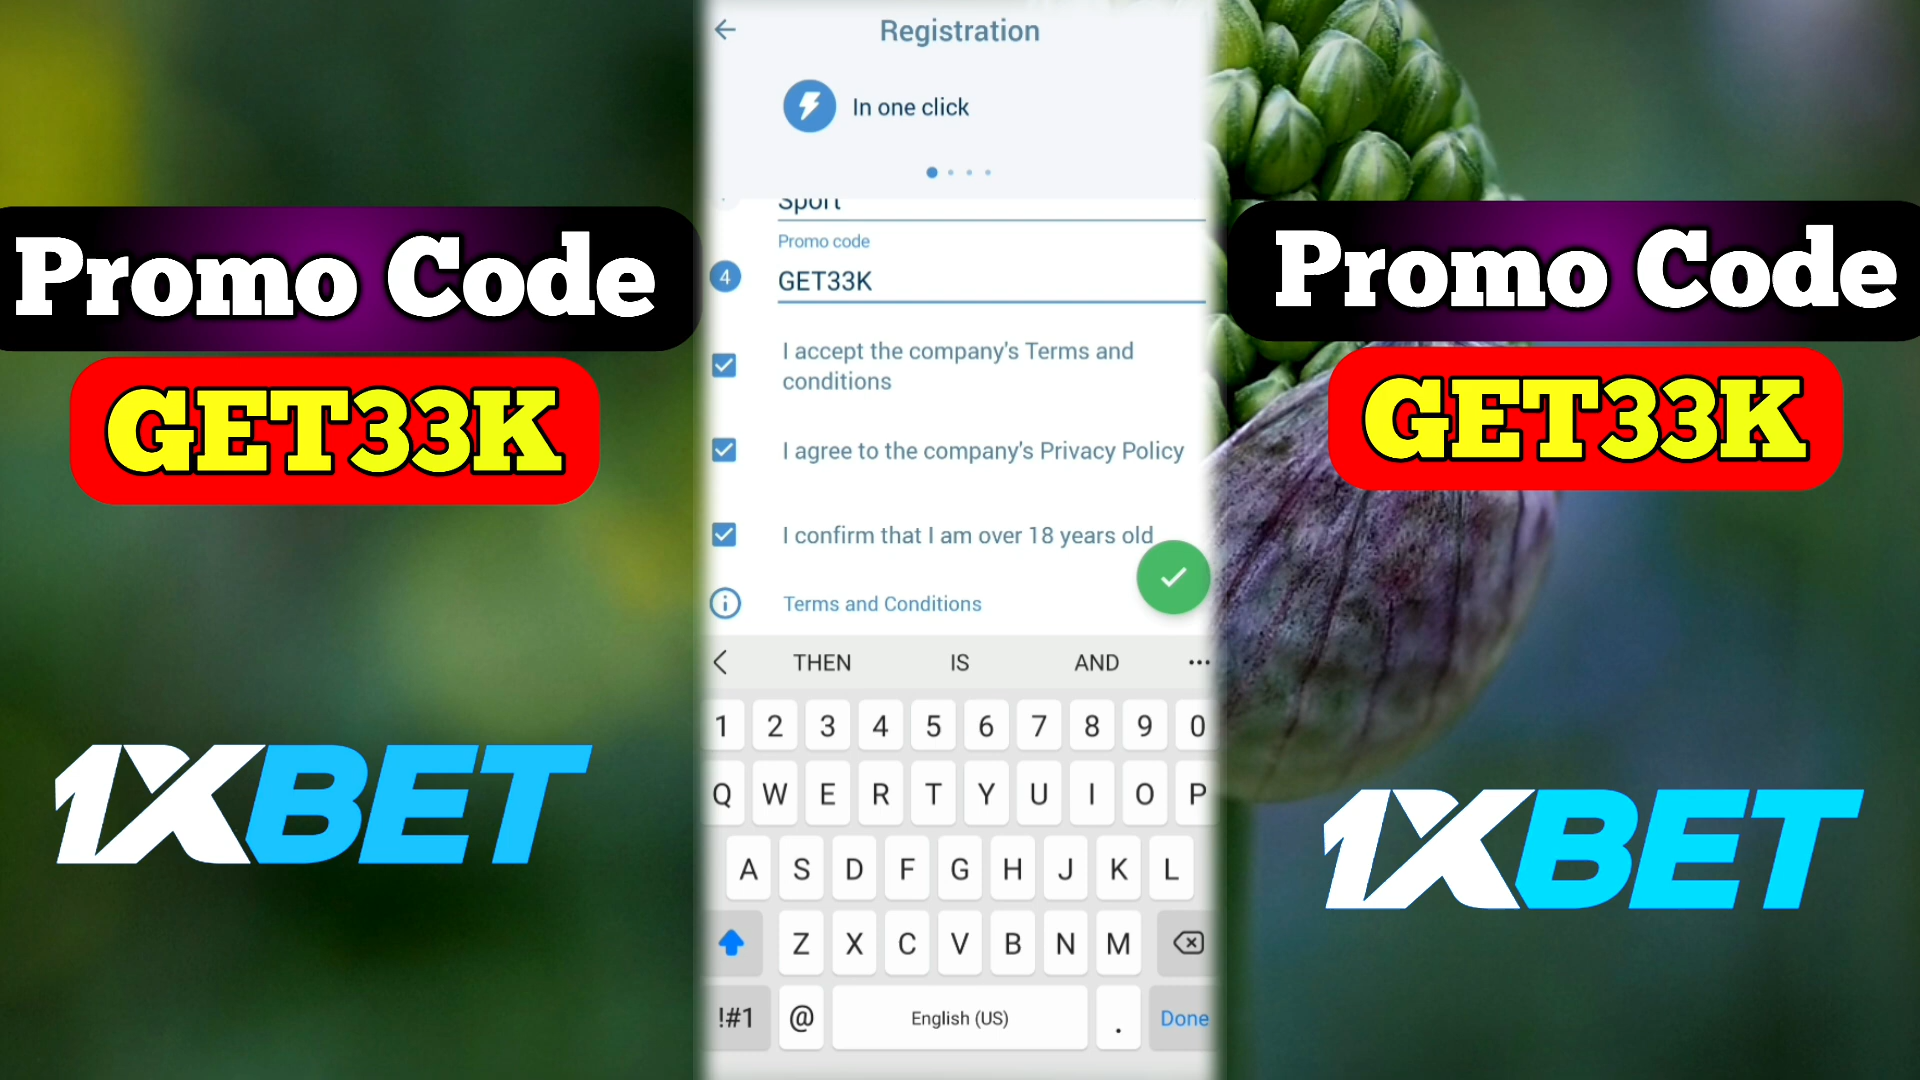 Registration
In one click
Sport
Promo code
4
GET33K
I accept the company's Terms and
conditions
I agree to the company's Privacy Policy
I confirm that I am over 18 years old
Terms and Conditions
THEN IS AND
1 2 3 4 5 6 7 8 9 0
Q W E R T Y U I O P
A S D F G H J K L
Z X C V B N M
!#1 @ English (US) . Done
Promo Code
GET33K
1XBET
Promo Code
GET33K
1XBET